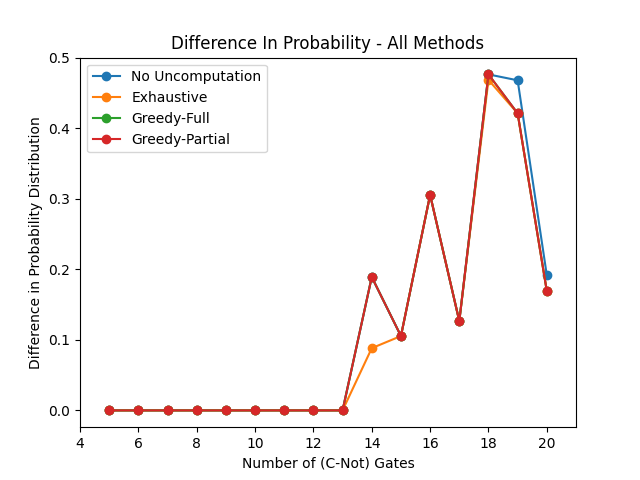 Difference In Probability - All Methods
No Uncomputation
Exhaustive
Greedy-Full
Greedy-Partial
Difference in Probability Distribution
0.5
0.4
0.3
0.2
0.1
0.0
4 6 8 10 12 14 16 18 20
Number of (C-Not) Gates